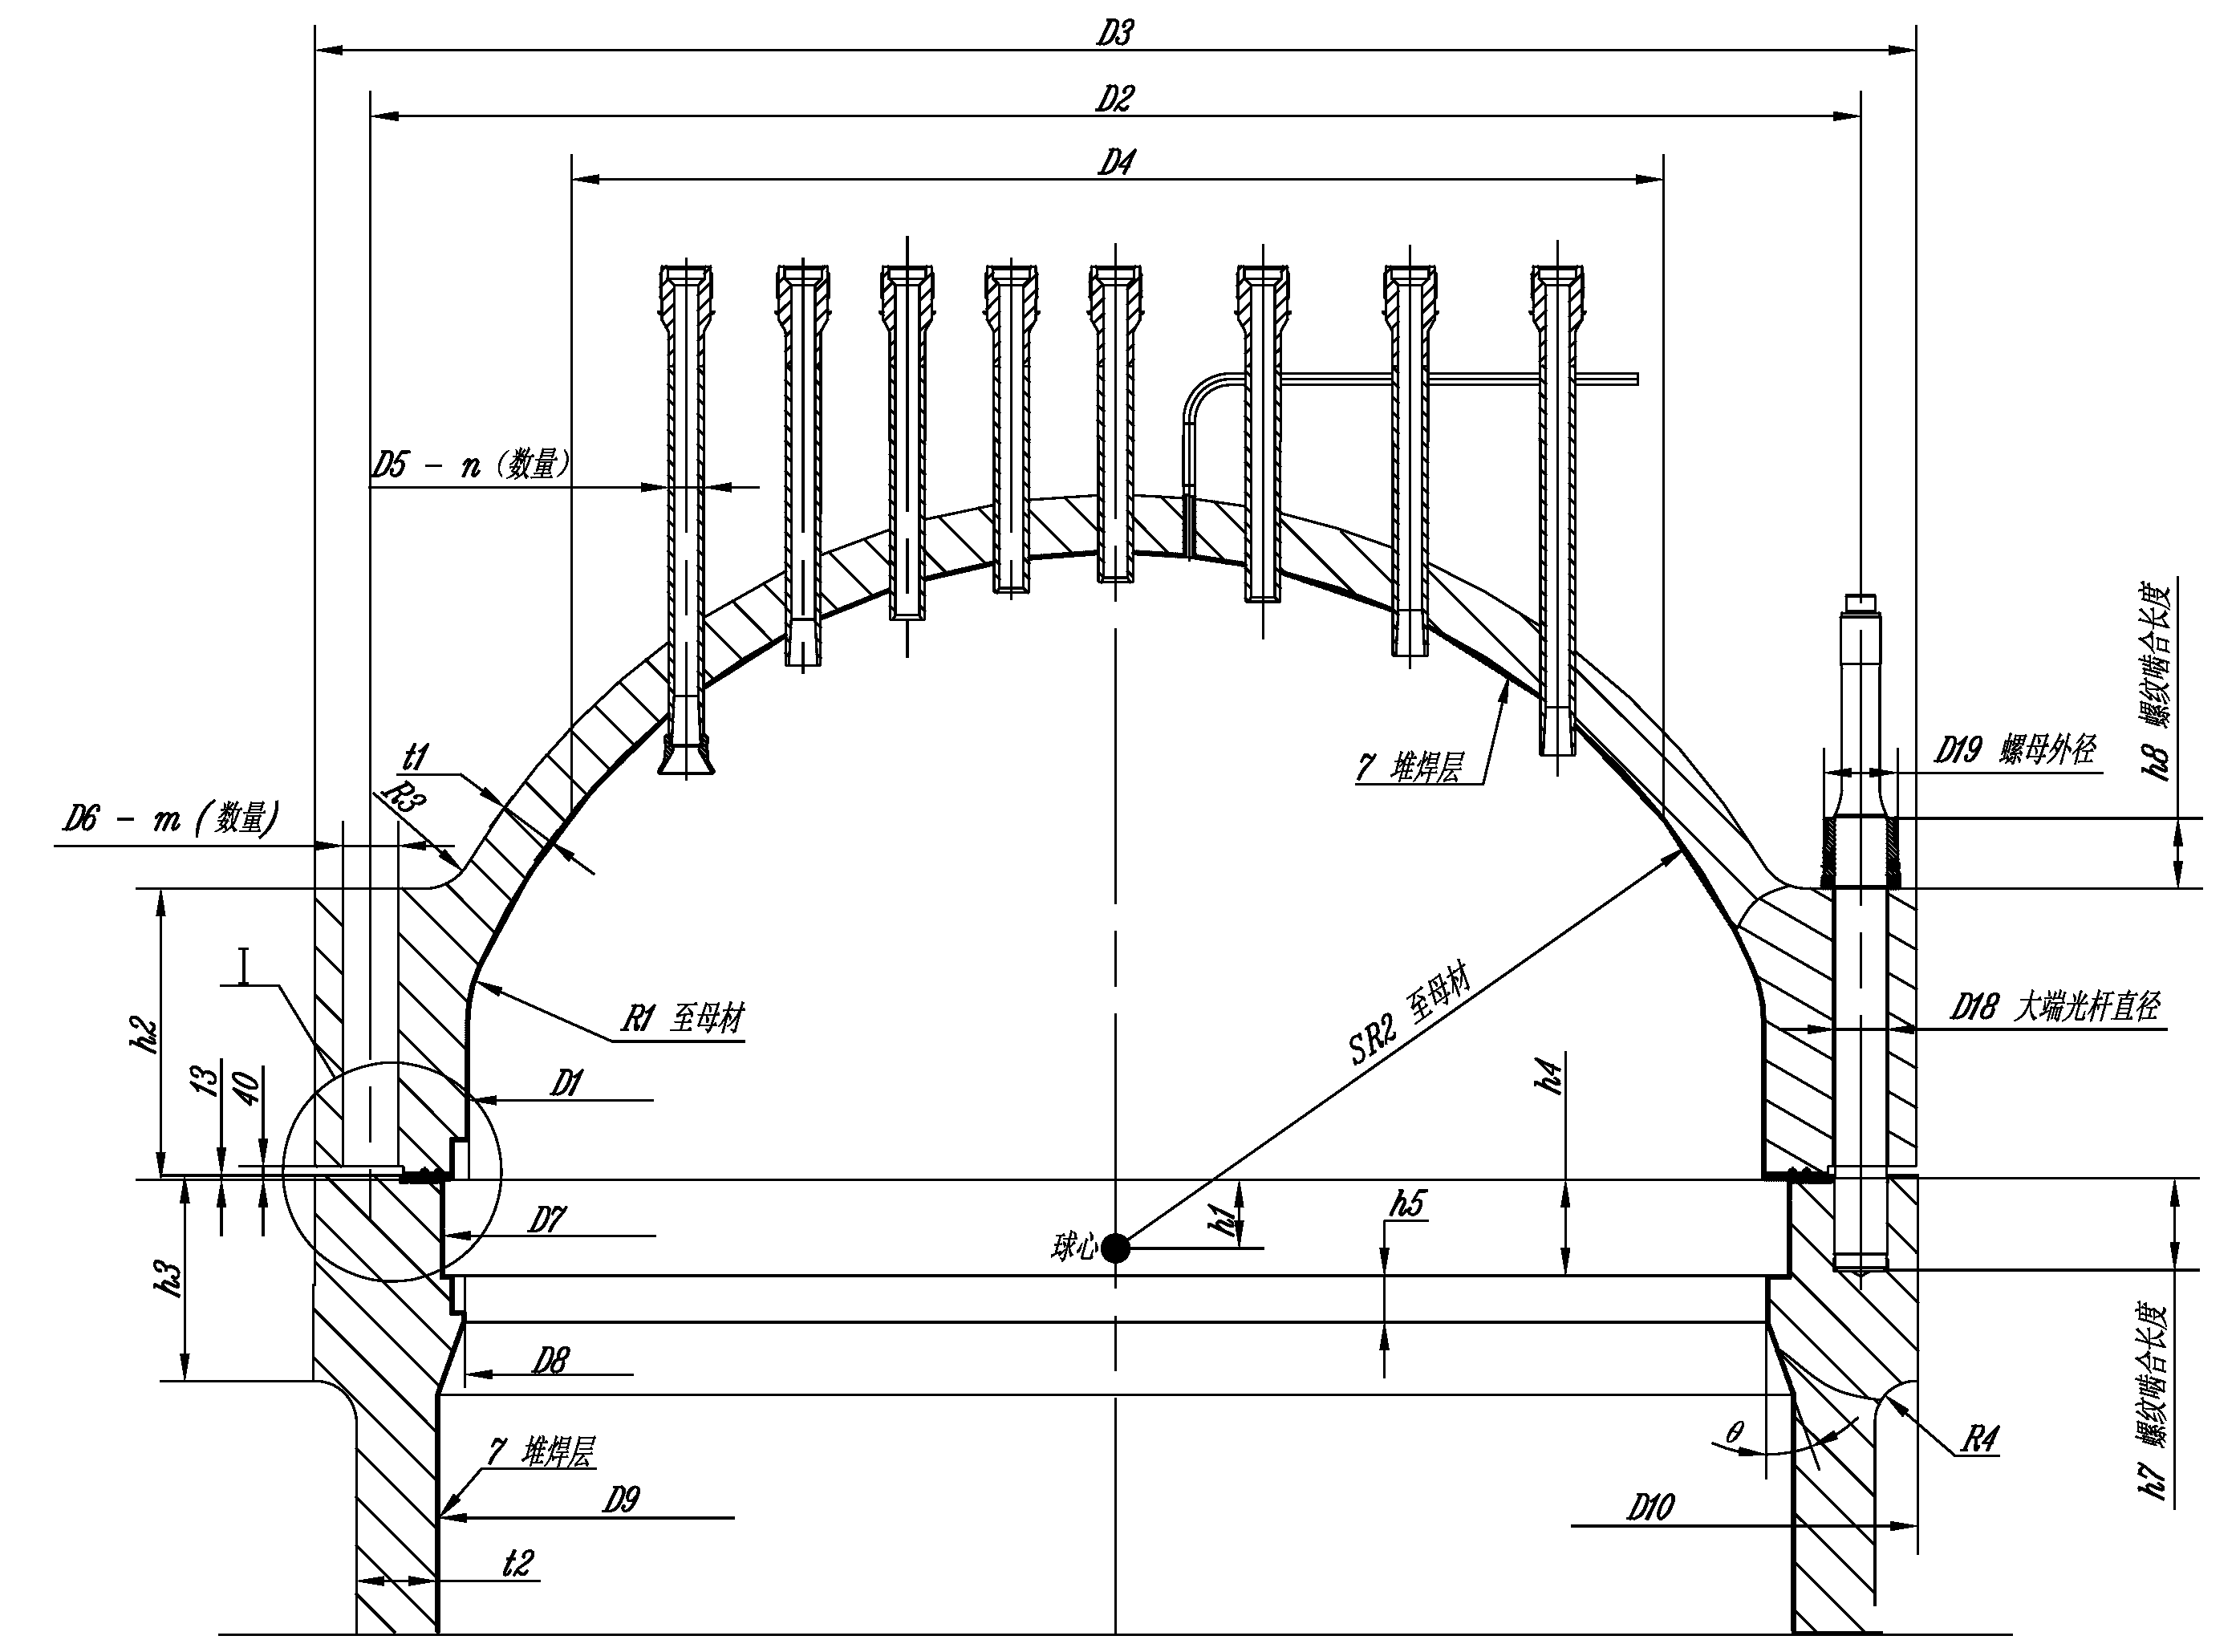 D3
D2
D4
D5 - n (数量)
h8 螺纹啮合长度
D19 螺母外径
7 堆焊层
t1
R3
D6 - m (数量)
I
R1 至母材
SR2 至母材
D18 大端光杆直径
h2
13
40
D1
h4
D7
h1
h5
球心
h3
D8
h7 螺纹啮合长度
θ
R4
7 堆焊层
D9
D10
t2